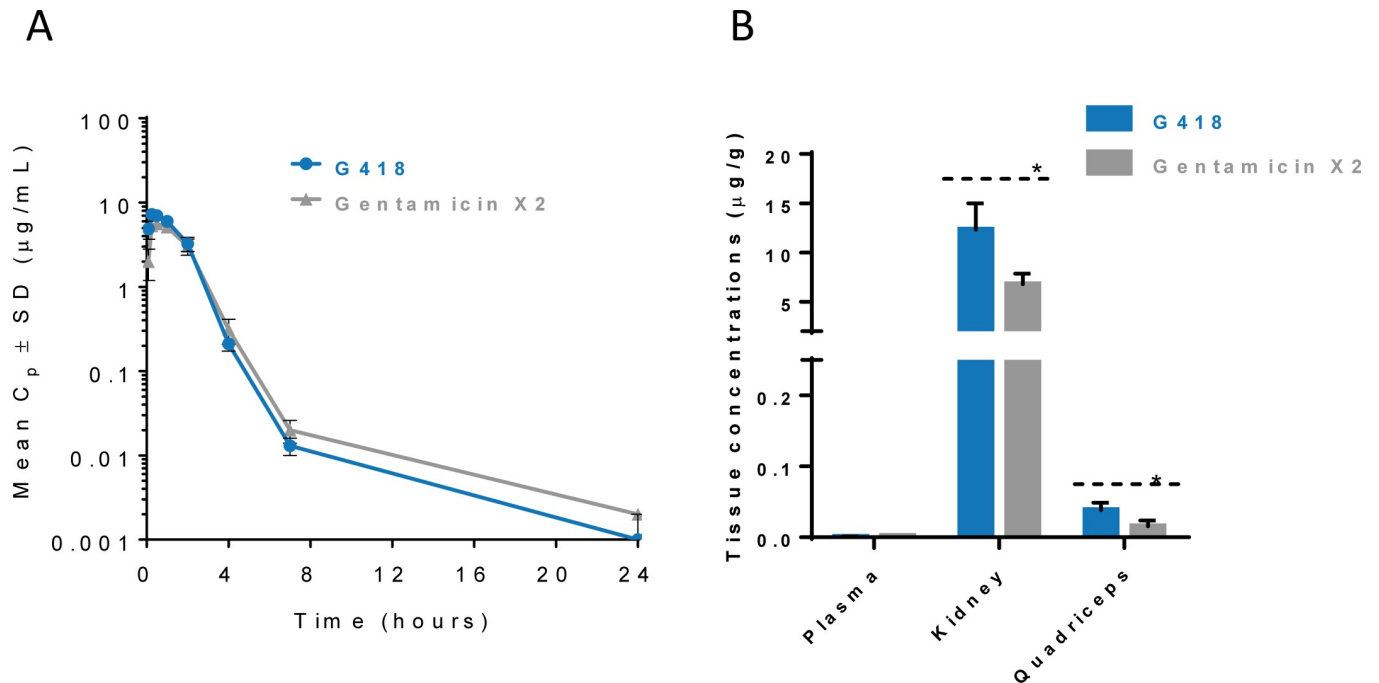 A
Mean Cp ± SD (µg/mL)
100
10
1
0.1
0.01
0.001
G418
Gentamicin X2
0 4 8 12 16 20 24
Time (hours)
B
Tissue concentrations (µg/g)
G418
Gentamicin X2
20
15
10
5
0.2
0.1
0.0
*
*
Plasma
Kidney
Quadriceps